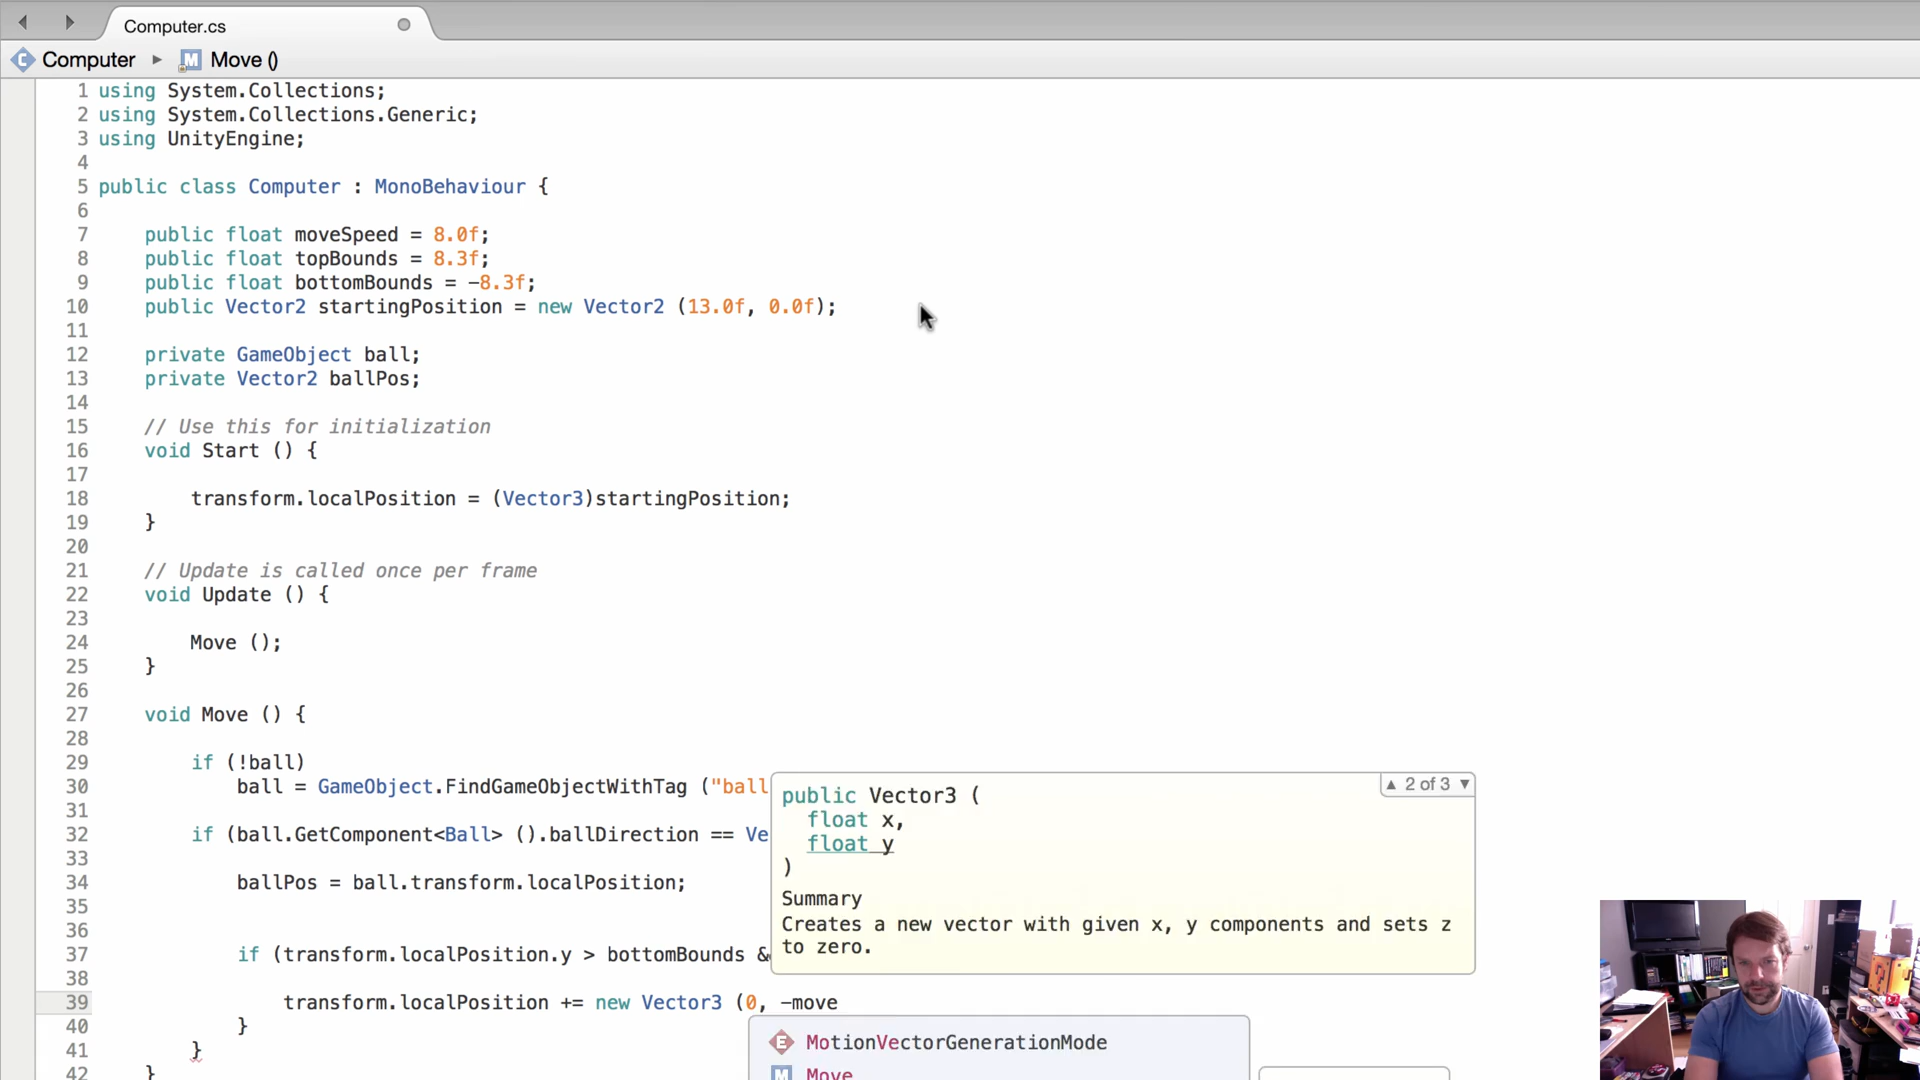 Computer.cs
Computer ▸ M Move ()
1 using System.Collections;
2 using System.Collections.Generic;
3 using UnityEngine;
4
5 public class Computer : MonoBehaviour {
6
7 public float moveSpeed = 8.0f;
8 public float topBounds = 8.3f;
9 public float bottomBounds = -8.3f;
10 public Vector2 startingPosition = new Vector2 (13.0f, 0.0f);
11
12 private GameObject ball;
13 private Vector2 ballPos;
14
15 // Use this for initialization
16 void Start () {
17
18 transform.localPosition = (Vector3)startingPosition;
19 }
20
21 // Update is called once per frame
22 void Update () {
23
24 Move ();
25 }
26
27 void Move () {
28
29 if (!ball)
30 ball = GameObject.FindGameObjectWithTag ("ball
31
32 if (ball.GetComponent<Ball> ().ballDirection == Ve
33
34 ballPos = ball.transform.localPosition;
35
36
37 if (transform.localPosition.y > bottomBounds &
38
39 transform.localPosition += new Vector3 (0, -move
40 }
41 }
42 }
▲ 2 of 3 ▼
public Vector3 (
float x,
float y
)
Summary
Creates a new vector with given x, y components and sets z
to zero.
E MotionVectorGenerationMode
M Move